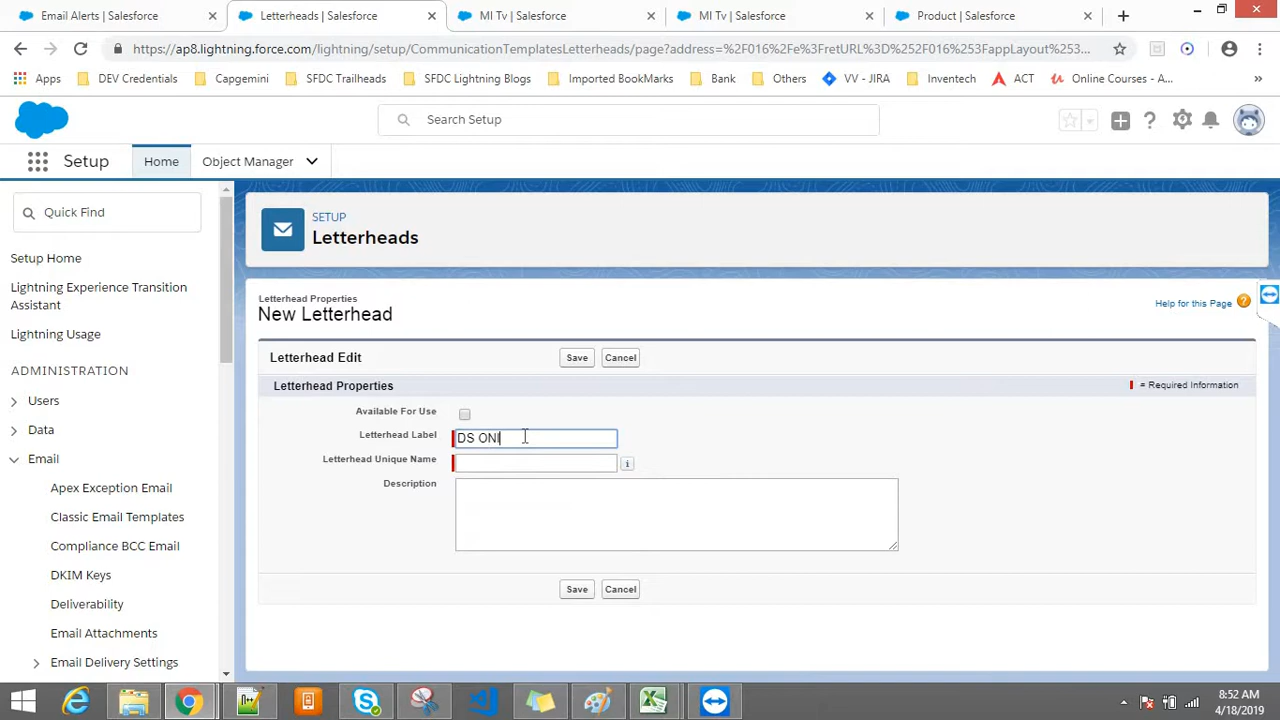 Email Alerts | Salesforce
Letterheads | Salesforce
MI Tv | Salesforce
MI Tv | Salesforce
Product | Salesforce
https://ap8.lightning.force.com/lightning/setup/CommunicationTemplatesLetterheads/page?address=%2F016%2Fe%3FretURL%3D%252F016%253FappLayout%253...
Apps
DEV Credentials
Capgemini
SFDC Trailheads
SFDC Lightning Blogs
Imported BookMarks
Bank
Others
VV - JIRA
Inventech
ACT
Online Courses - A...
Search Setup
Setup
Home
Object Manager
Quick Find
Setup Home
Lightning Experience Transition
Assistant
Lightning Usage
ADMINISTRATION
Users
Data
Email
Apex Exception Email
Classic Email Templates
Compliance BCC Email
DKIM Keys
Deliverability
Email Attachments
Email Delivery Settings
SETUP
Letterheads
Letterhead Properties
New Letterhead
Help for this Page
Letterhead Edit
Save
Cancel
Letterhead Properties
= Required Information
Available For Use
Letterhead Label
DS ONI
Letterhead Unique Name
Description
Save
Cancel
8:52 AM
4/18/2019